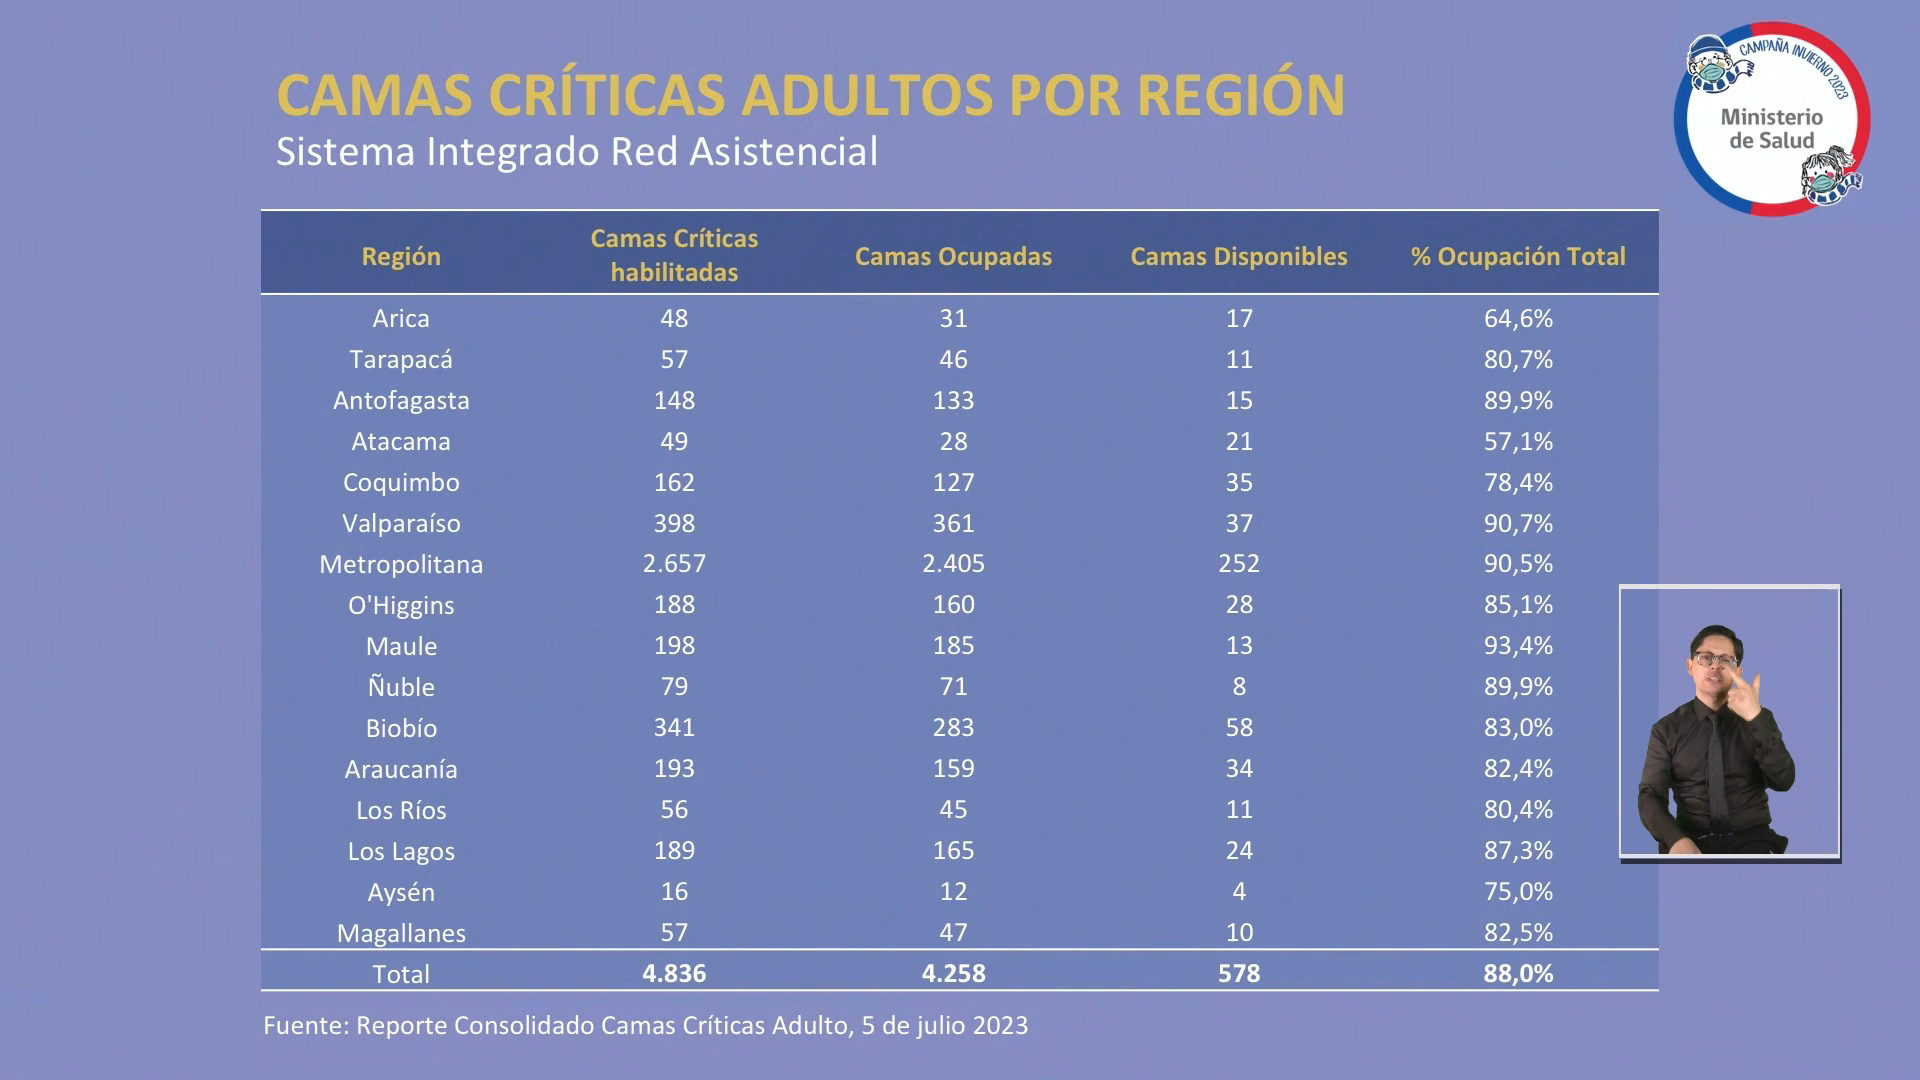 CAMAS CRÍTICAS ADULTOS POR REGIÓN
Sistema Integrado Red Asistencial
CAMPAÑA INVIERNO 2023
Ministerio
de Salud
Región Camas Críticas habilitadas Camas Ocupadas Camas Disponibles % Ocupación Total
Arica 48 31 17 64,6%
Tarapacá 57 46 11 80,7%
Antofagasta 148 133 15 89,9%
Atacama 49 28 21 57,1%
Coquimbo 162 127 35 78,4%
Valparaíso 398 361 37 90,7%
Metropolitana 2.657 2.405 252 90,5%
O'Higgins 188 160 28 85,1%
Maule 198 185 13 93,4%
Ñuble 79 71 8 89,9%
Biobío 341 283 58 83,0%
Araucanía 193 159 34 82,4%
Los Ríos 56 45 11 80,4%
Los Lagos 189 165 24 87,3%
Aysén 16 12 4 75,0%
Magallanes 57 47 10 82,5%
Total 4.836 4.258 578 88,0%
Fuente: Reporte Consolidado Camas Críticas Adulto, 5 de julio 2023